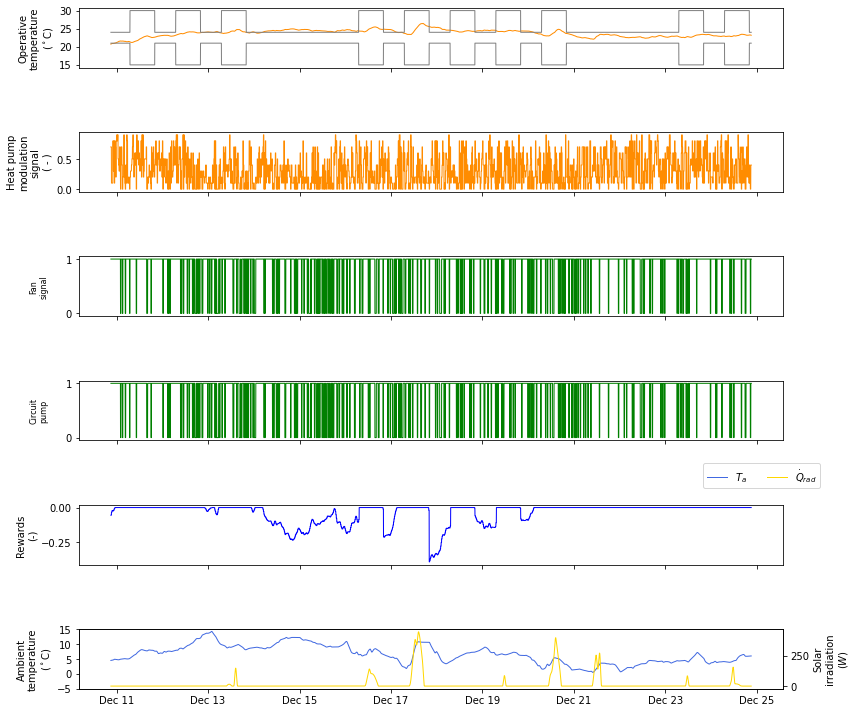 Operative
temperature
(°C)
30
25
20
15
Heat pump
modulation
signal
( - )
0.5
0.0
Fan
signal
1
0
Circuit
pump
1
0
T_a
Q̇_rad
Rewards
(-)
0.00
−0.25
Ambient
temperature
(°C)
15
10
5
0
−5
250
0
Solar
irradiation
(W)
Dec 11 Dec 13 Dec 15 Dec 17 Dec 19 Dec 21 Dec 23 Dec 25